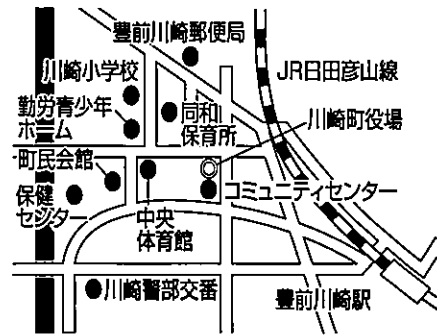 豊前川崎郵便局
川崎小学校
JR日田彦山線
勤労青少年
ホーム
同和
保育所
川崎町役場
町民会館
保健
センター
コミュニティセンター
中央
体育館
川崎警部交番
豊前川崎駅